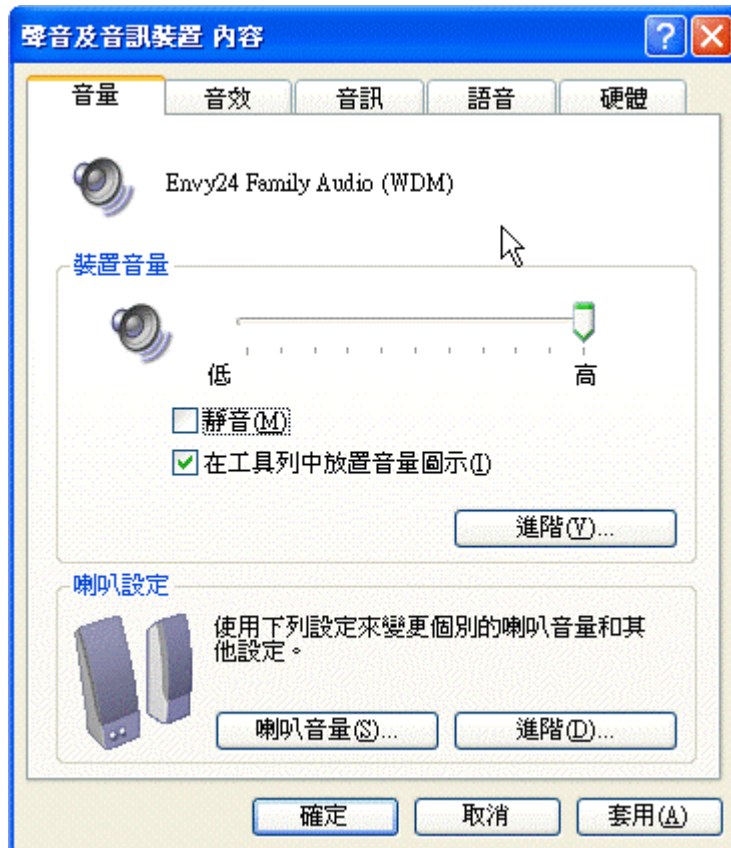 聲音及音訊裝置 內容
音量 音效 音訊 語音 硬體
Envy24 Family Audio (WDM)
裝置音量
低 高
靜音(M)
在工具列中放置音量圖示(I)
進階(V)...
喇叭設定
使用下列設定來變更個別的喇叭音量和其
他設定。
喇叭音量(S)... 進階(D)...
確定 取消 套用(A)